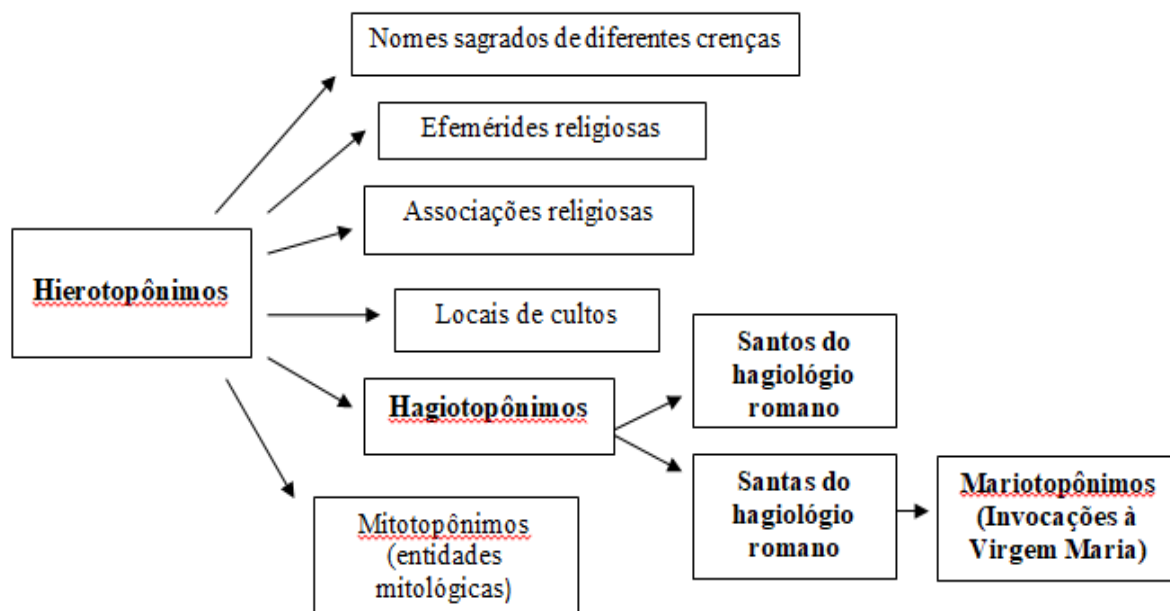 Nomes sagrados de diferentes crenças
Efemérides religiosas
Associações religiosas
Hierotopônimos
Locais de cultos
Hagiotopônimos
Santos do
hagiológio
romano
Santas do
hagiológio
romano
Mariotopônimos
(Invocações à
Virgem Maria)
Mitotopônimos
(entidades
mitológicas)